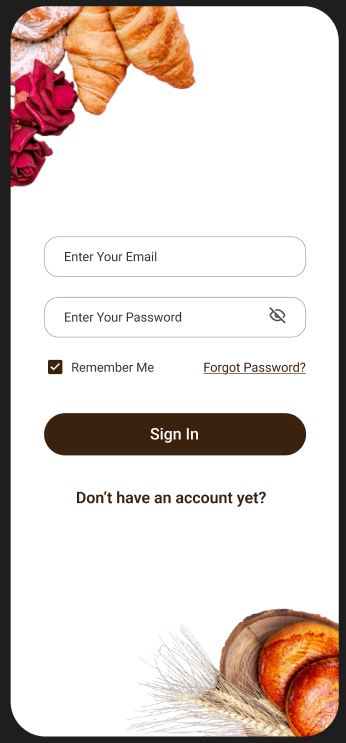 Enter Your Email
Enter Your Password
Remember Me Forgot Password?
Sign In
Don't have an account yet?